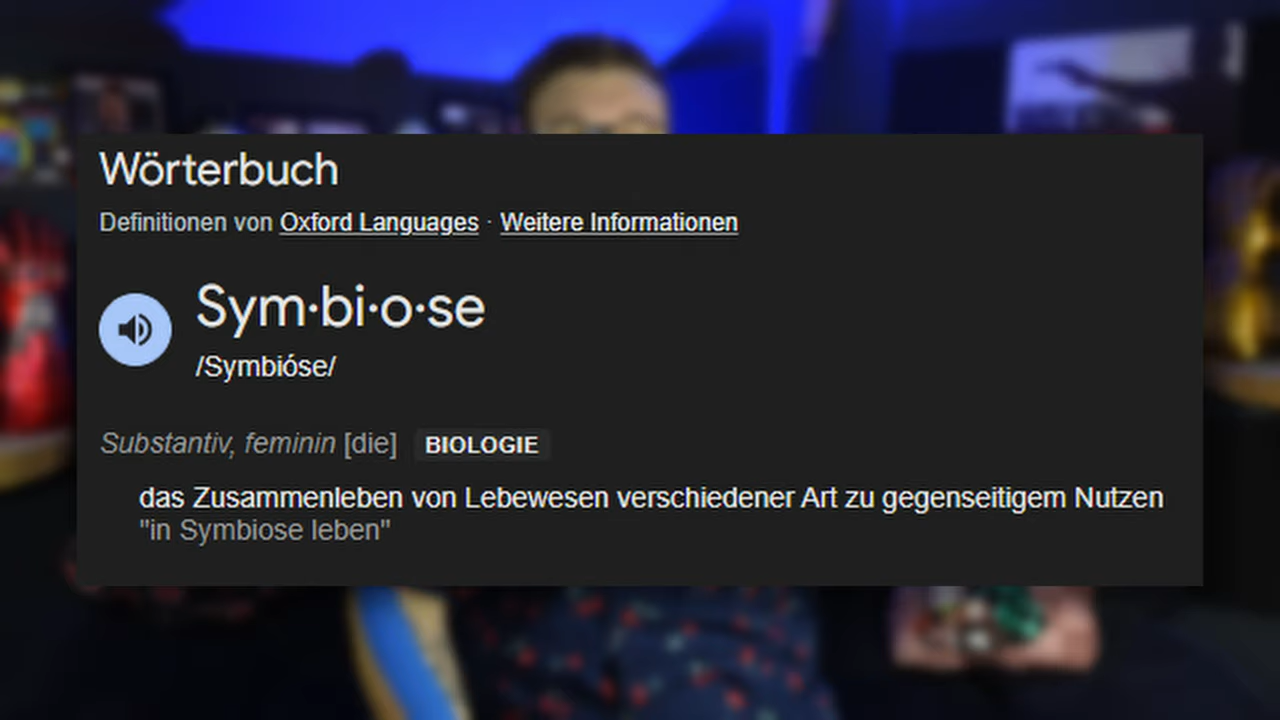 Wörterbuch
Definitionen von Oxford Languages · Weitere Informationen
Sym·bi·o·se
/Symbióse/
Substantiv, feminin [die] BIOLOGIE
das Zusammenleben von Lebewesen verschiedener Art zu gegenseitigem Nutzen
"in Symbiose leben"